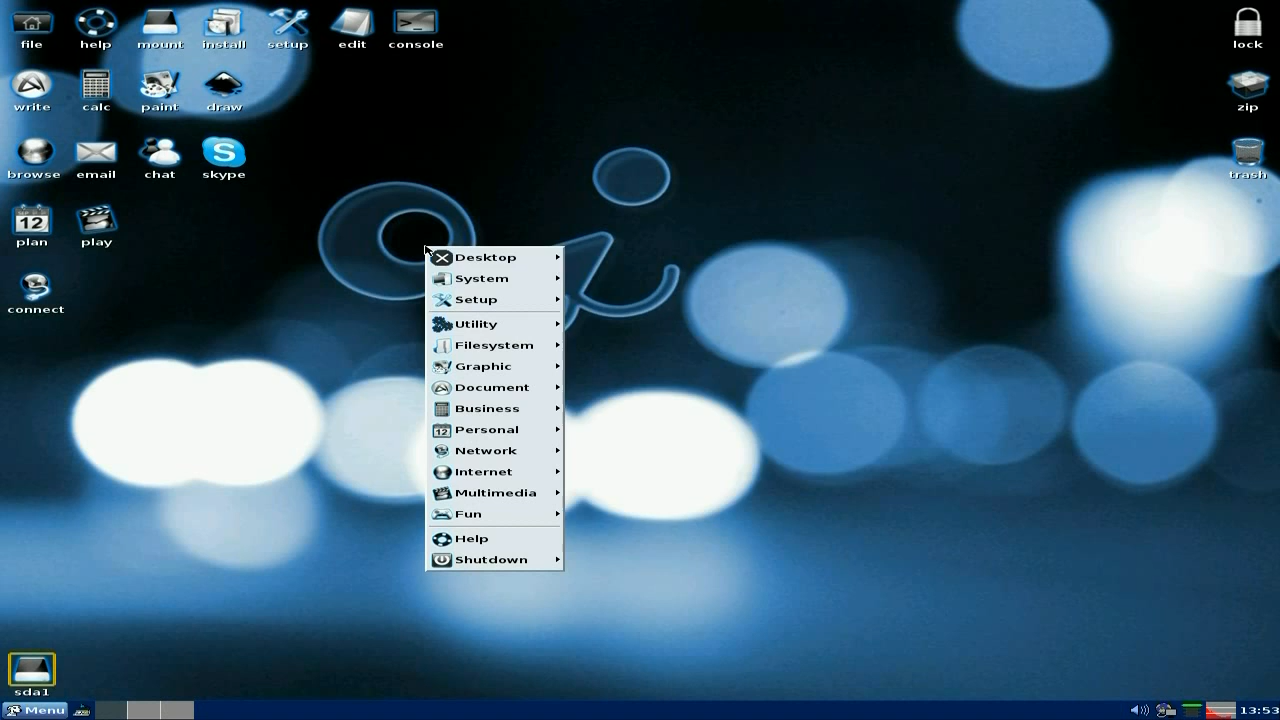 file help mount install setup edit console lock
write calc paint draw zip
browse email chat skype trash
12
plan play
connect
Desktop
System
Setup
Utility
Filesystem
Graphic
Document
Business
12 Personal
Network
Internet
Multimedia
Fun
Help
Shutdown
sda1
Menu 13:53